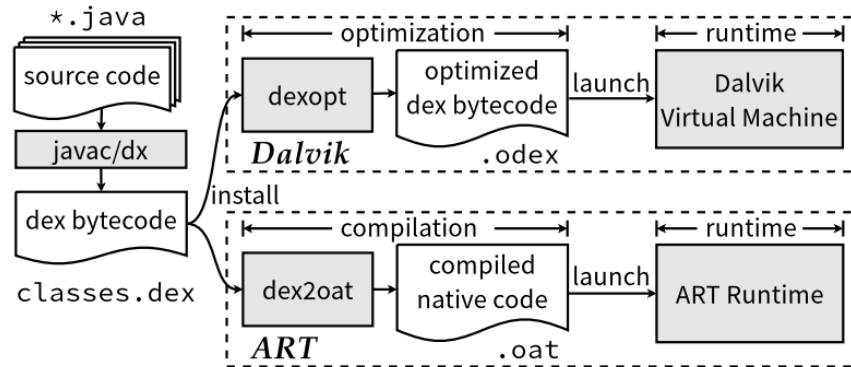 *.java
source code
javac/dx
dex bytecode
classes.dex
install
optimization
runtime
dexopt
optimized
dex bytecode
launch
Dalvik
Virtual Machine
Dalvik
.odex
compilation
runtime
dex2oat
compiled
native code
launch
ART Runtime
ART
.oat